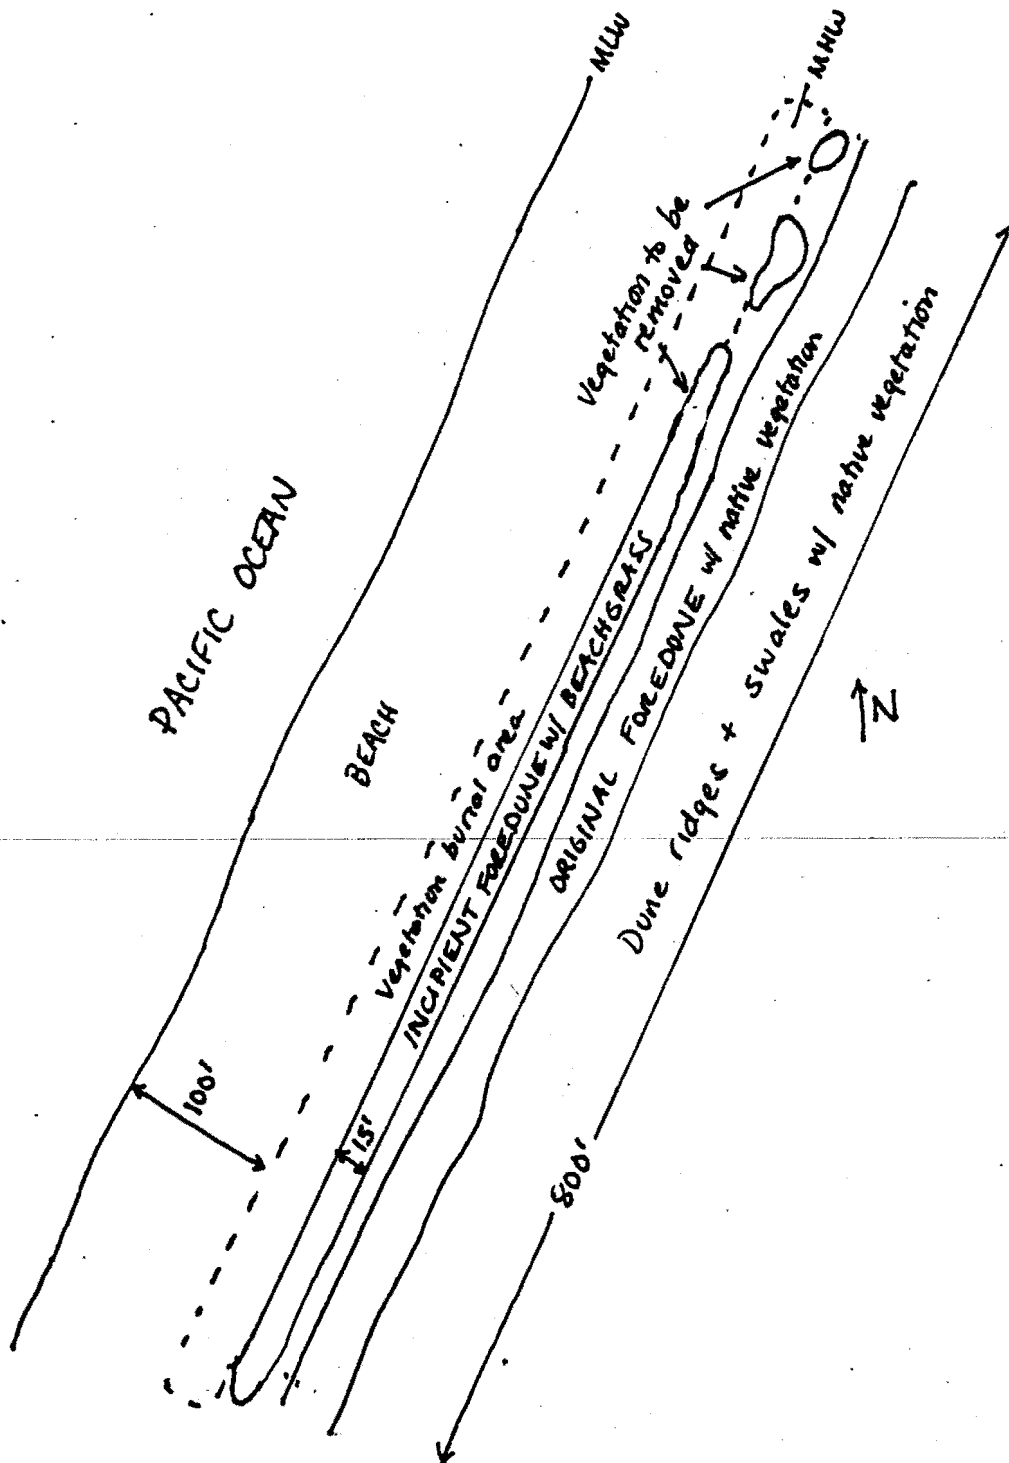 MLW
MHW
Vegetation to be
removed
PACIFIC OCEAN
BEACH
Vegetation burial area
INCIPIENT FOREDUNE W/ BEACHGRASS
ORIGINAL FOREDUNE w/ native vegetation
Dune ridges + swales w/ native vegetation
N
100'
15'
800'